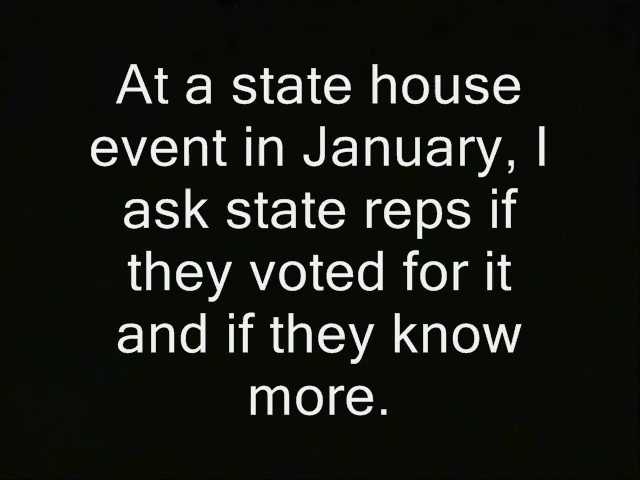 At a state house
event in January, I
ask state reps if
they voted for it
and if they know
more.